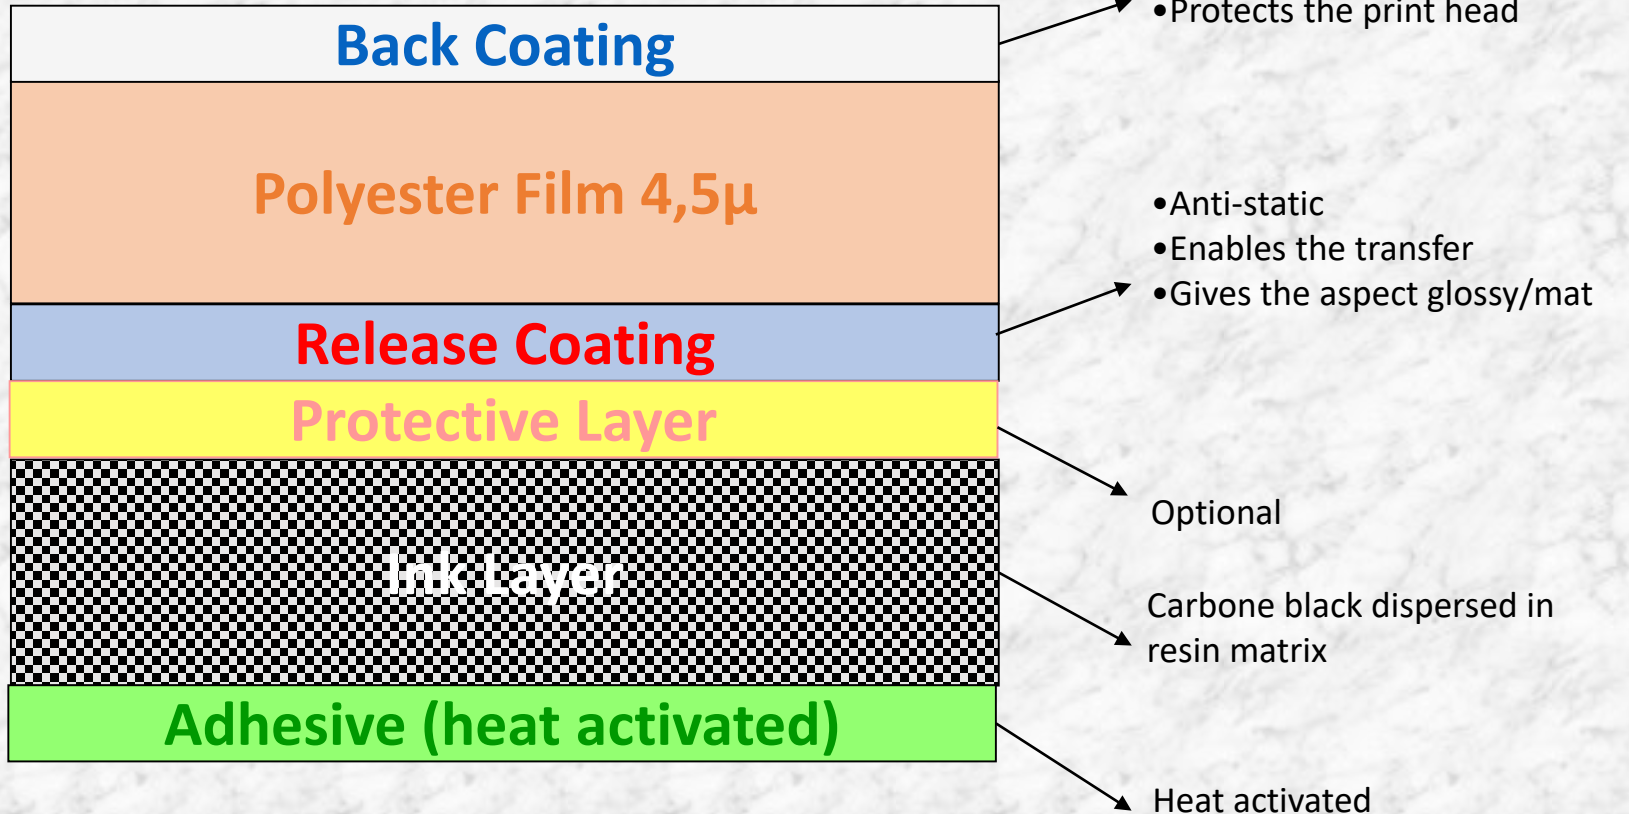 Back Coating
•Protects the print head
Polyester Film 4,5µ
•Anti-static
•Enables the transfer
•Gives the aspect glossy/mat
Release Coating
Protective Layer
Optional
Ink Layer
Carbone black dispersed in
resin matrix
Adhesive (heat activated)
Heat activated